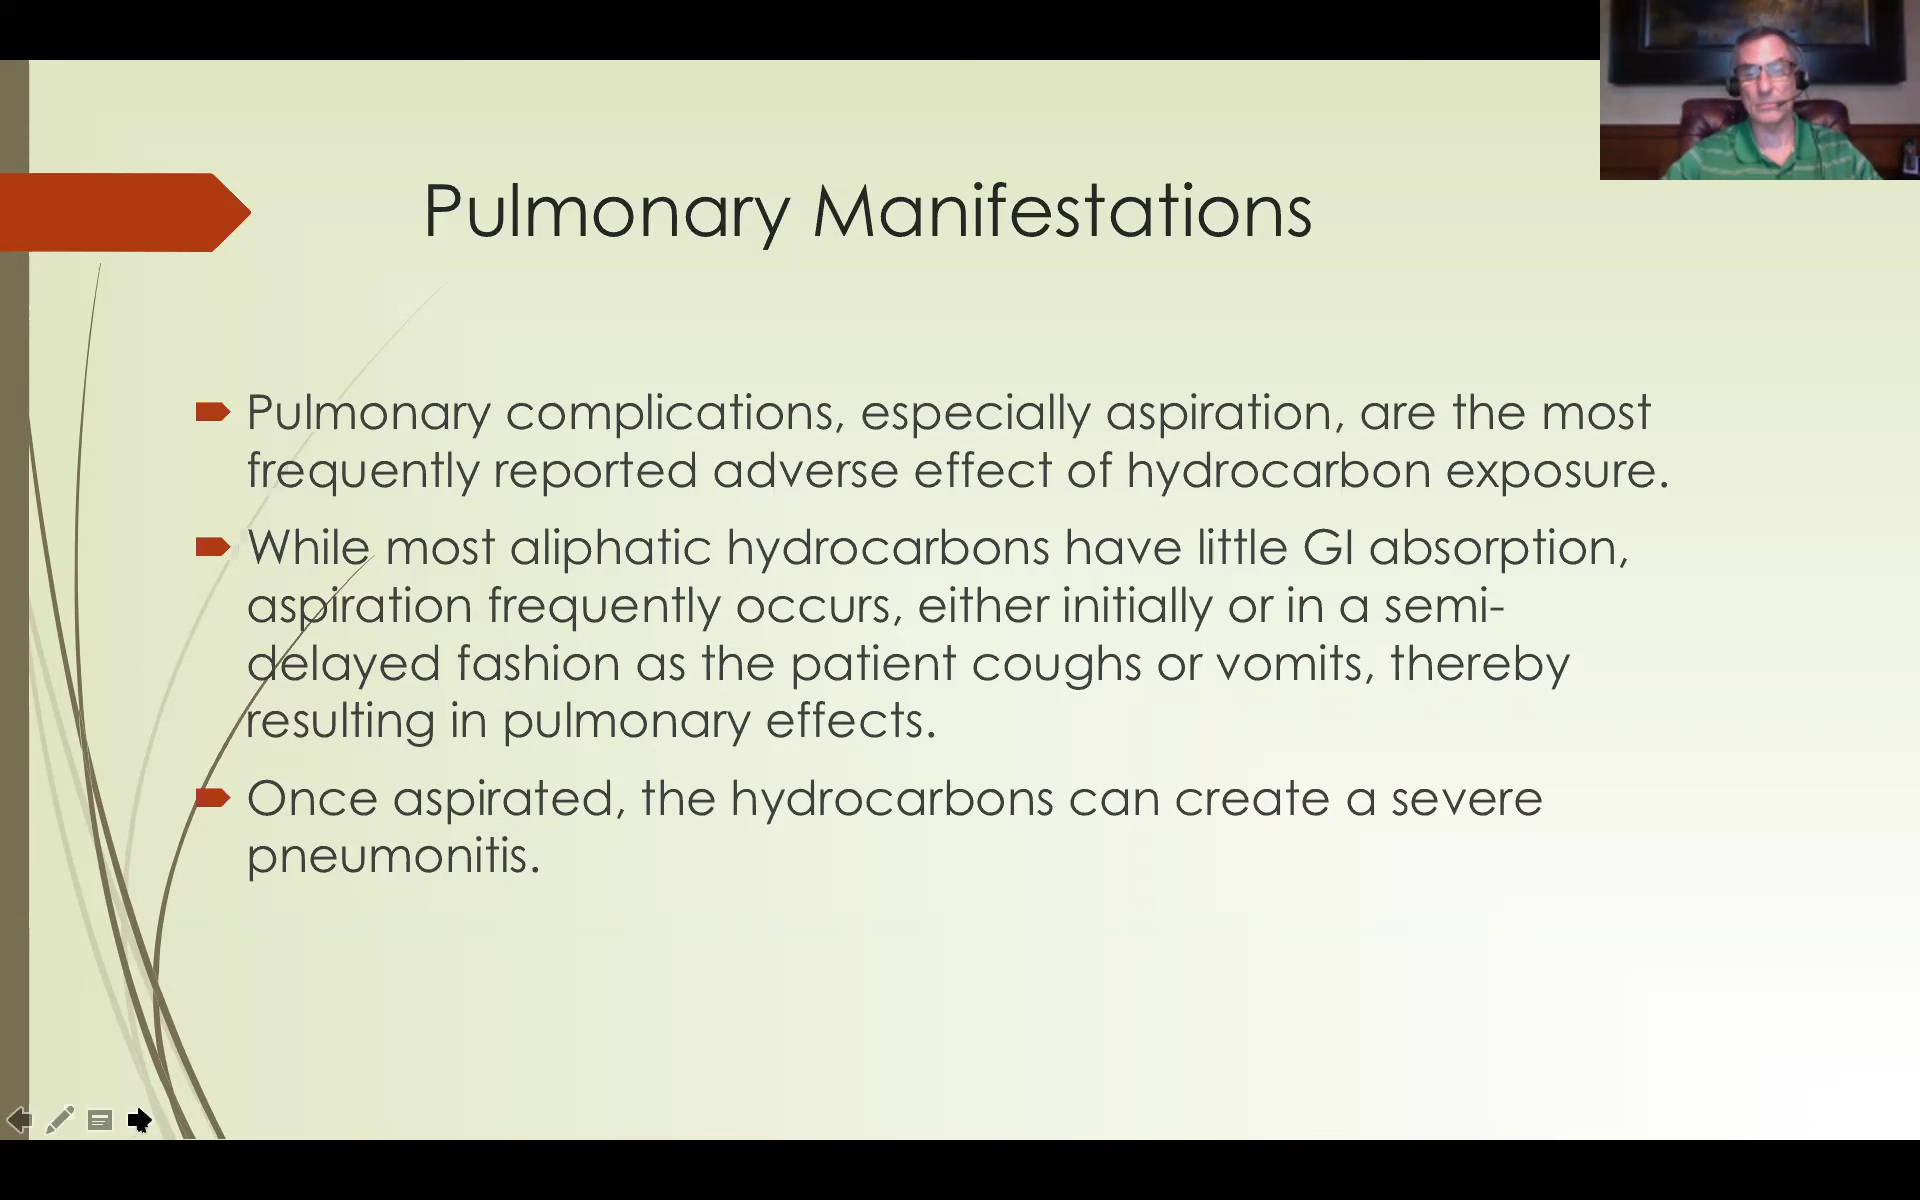 Pulmonary Manifestations
Pulmonary complications, especially aspiration, are the most
frequently reported adverse effect of hydrocarbon exposure.
While most aliphatic hydrocarbons have little GI absorption,
aspiration frequently occurs, either initially or in a semi-
delayed fashion as the patient coughs or vomits, thereby
resulting in pulmonary effects.
Once aspirated, the hydrocarbons can create a severe
pneumonitis.